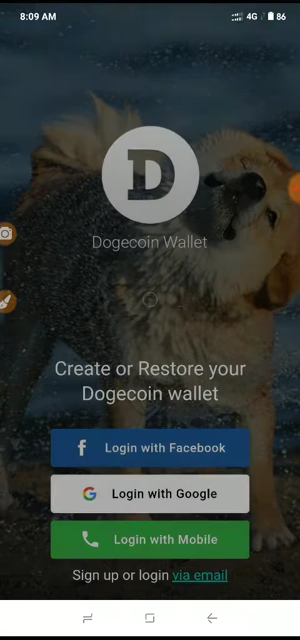 8:09 AM
4G
86
D
Dogecoin Wallet
Create or Restore your
Dogecoin wallet
f Login with Facebook
G Login with Google
Login with Mobile
Sign up or login via email